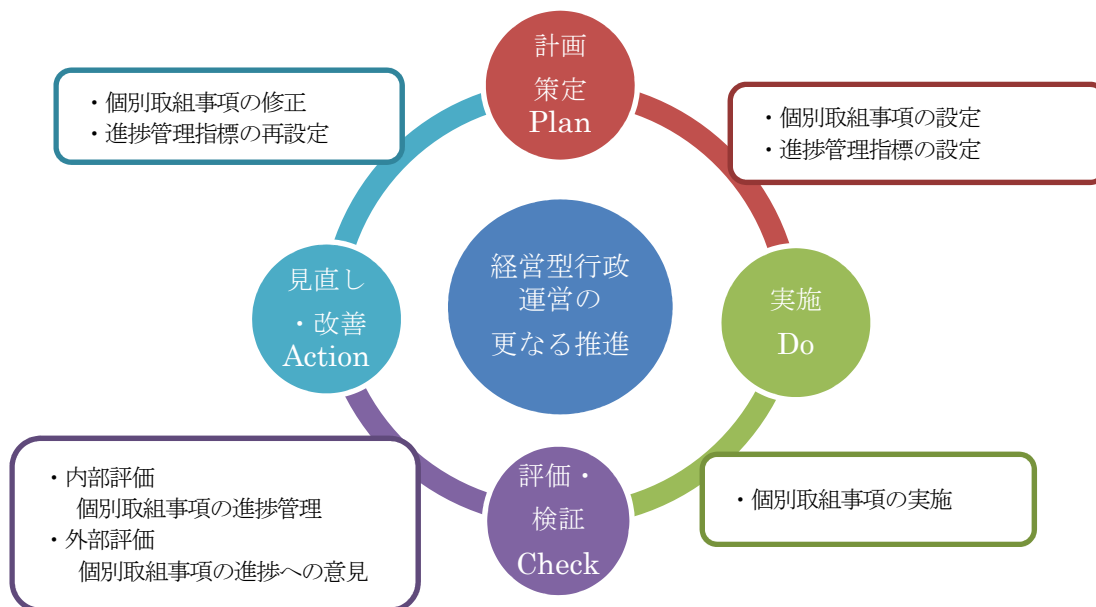 計画
策定
Plan
・個別取組事項の修正
・進捗管理指標の再設定
・個別取組事項の設定
・進捗管理指標の設定
経営型行政
運営の
更なる推進
見直し
・改善
Action
実施
Do
・内部評価
個別取組事項の進捗管理
・外部評価
個別取組事項の進捗への意見
評価・
検証
Check
・個別取組事項の実施